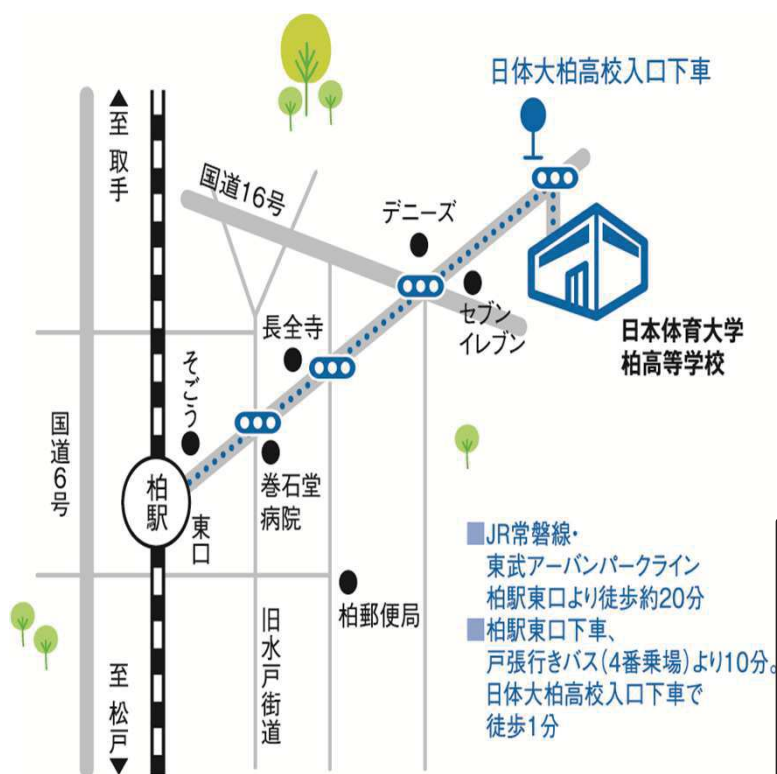 日体大柏高校入口下車
至 取手
国道16号
デニーズ
セブン
イレブン
日本体育大学
柏高等学校
長全寺
そごう
国道6号
柏駅
東口
巻石堂
病院
柏郵便局
旧水戸街道
至 松戸
■JR常磐線・
東武アーバンパークライン
柏駅東口より徒歩約20分
■柏駅東口下車、
戸張行きバス(4番乗場)より10分。
日体大柏高校入口下車で
徒歩1分